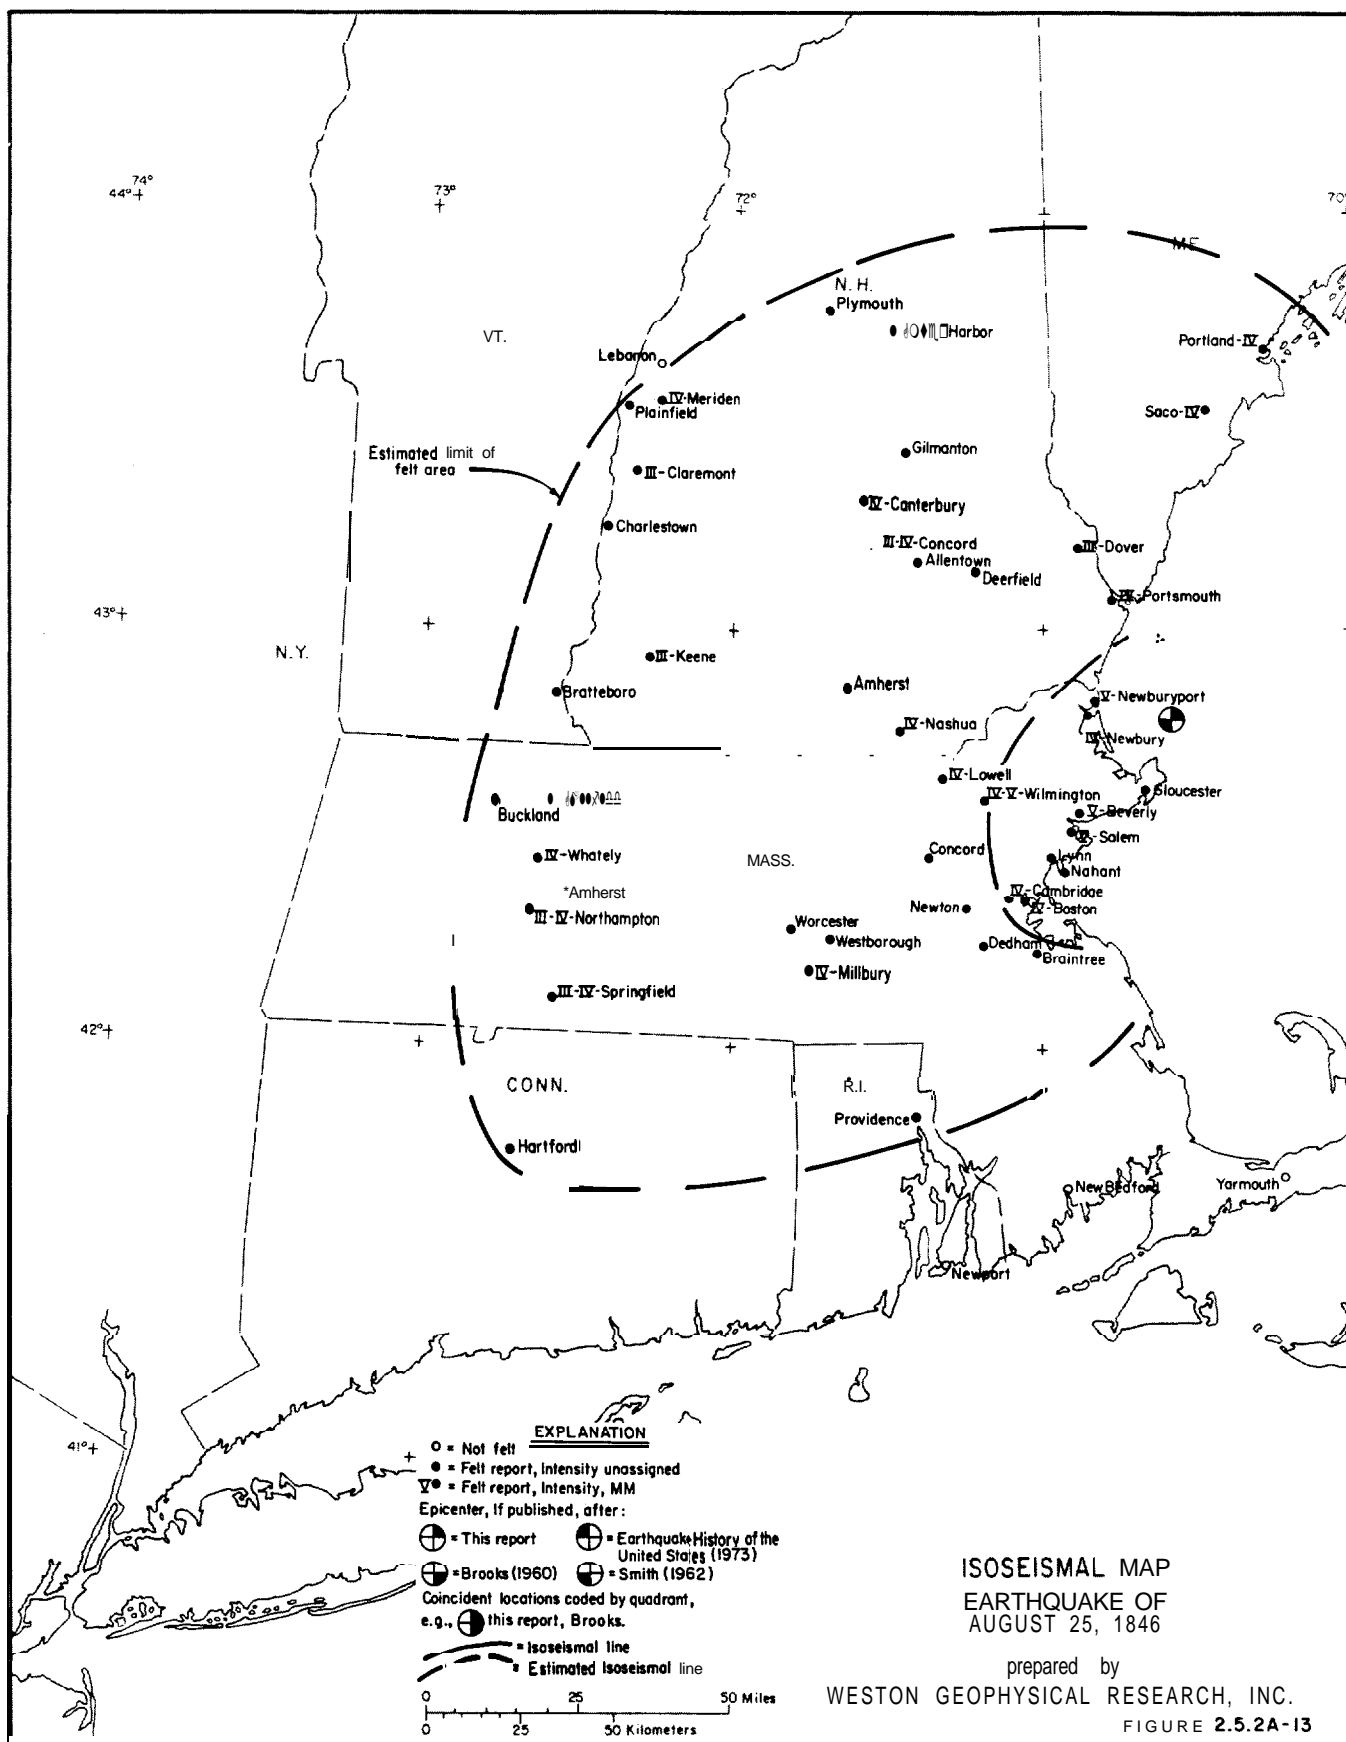 74°
44°
73°
72°
70°
ME
N.H.
Plymouth
Harbor
VT.
Portland-IV
Lebanon
IV-Meriden
Plainfield
Saco-IV
Estimated limit of
felt area
Gilmanton
III-Claremont
IV-Canterbury
Charlestown
III-IV-Concord
Allentown
III-Dover
Deerfield
43°
Portsmouth
N.Y.
III-Keene
Bratteboro
Amherst
V-Newburyport
IV-Nashua
IV-Newbury
IV-Lowell
Gloucester
IV-V-Wilmington
Buckland
V-Beverly
Salem
IV-Whately
MASS.
Concord
Lynn
Nahant
*Amherst
IV-Cambridge
III-IV-Northampton
Newton
IV-Boston
Worcester
Westborough
Dedham
Braintree
IV-Millbury
III-IV-Springfield
42°
CONN.
R.I.
Providence
Hartford
New Bedford
Yarmouth
Newport
41°
EXPLANATION
= Not felt
= Felt report, Intensity unassigned
V = Felt report, Intensity, MM
Epicenter, If published, after:
= This report
= Earthquake History of the
United States (1973)
= Brooks (1960)
= Smith (1962)
Coincident locations coded by quadrant,
e.g., this report, Brooks.
= Isoseismal line
= Estimated Isoseismal line
0 25 50 Miles
0 25 50 Kilometers
ISOSEISMAL MAP
EARTHQUAKE OF
AUGUST 25, 1846
prepared by
WESTON GEOPHYSICAL RESEARCH, INC.
FIGURE 2.5.2A-13